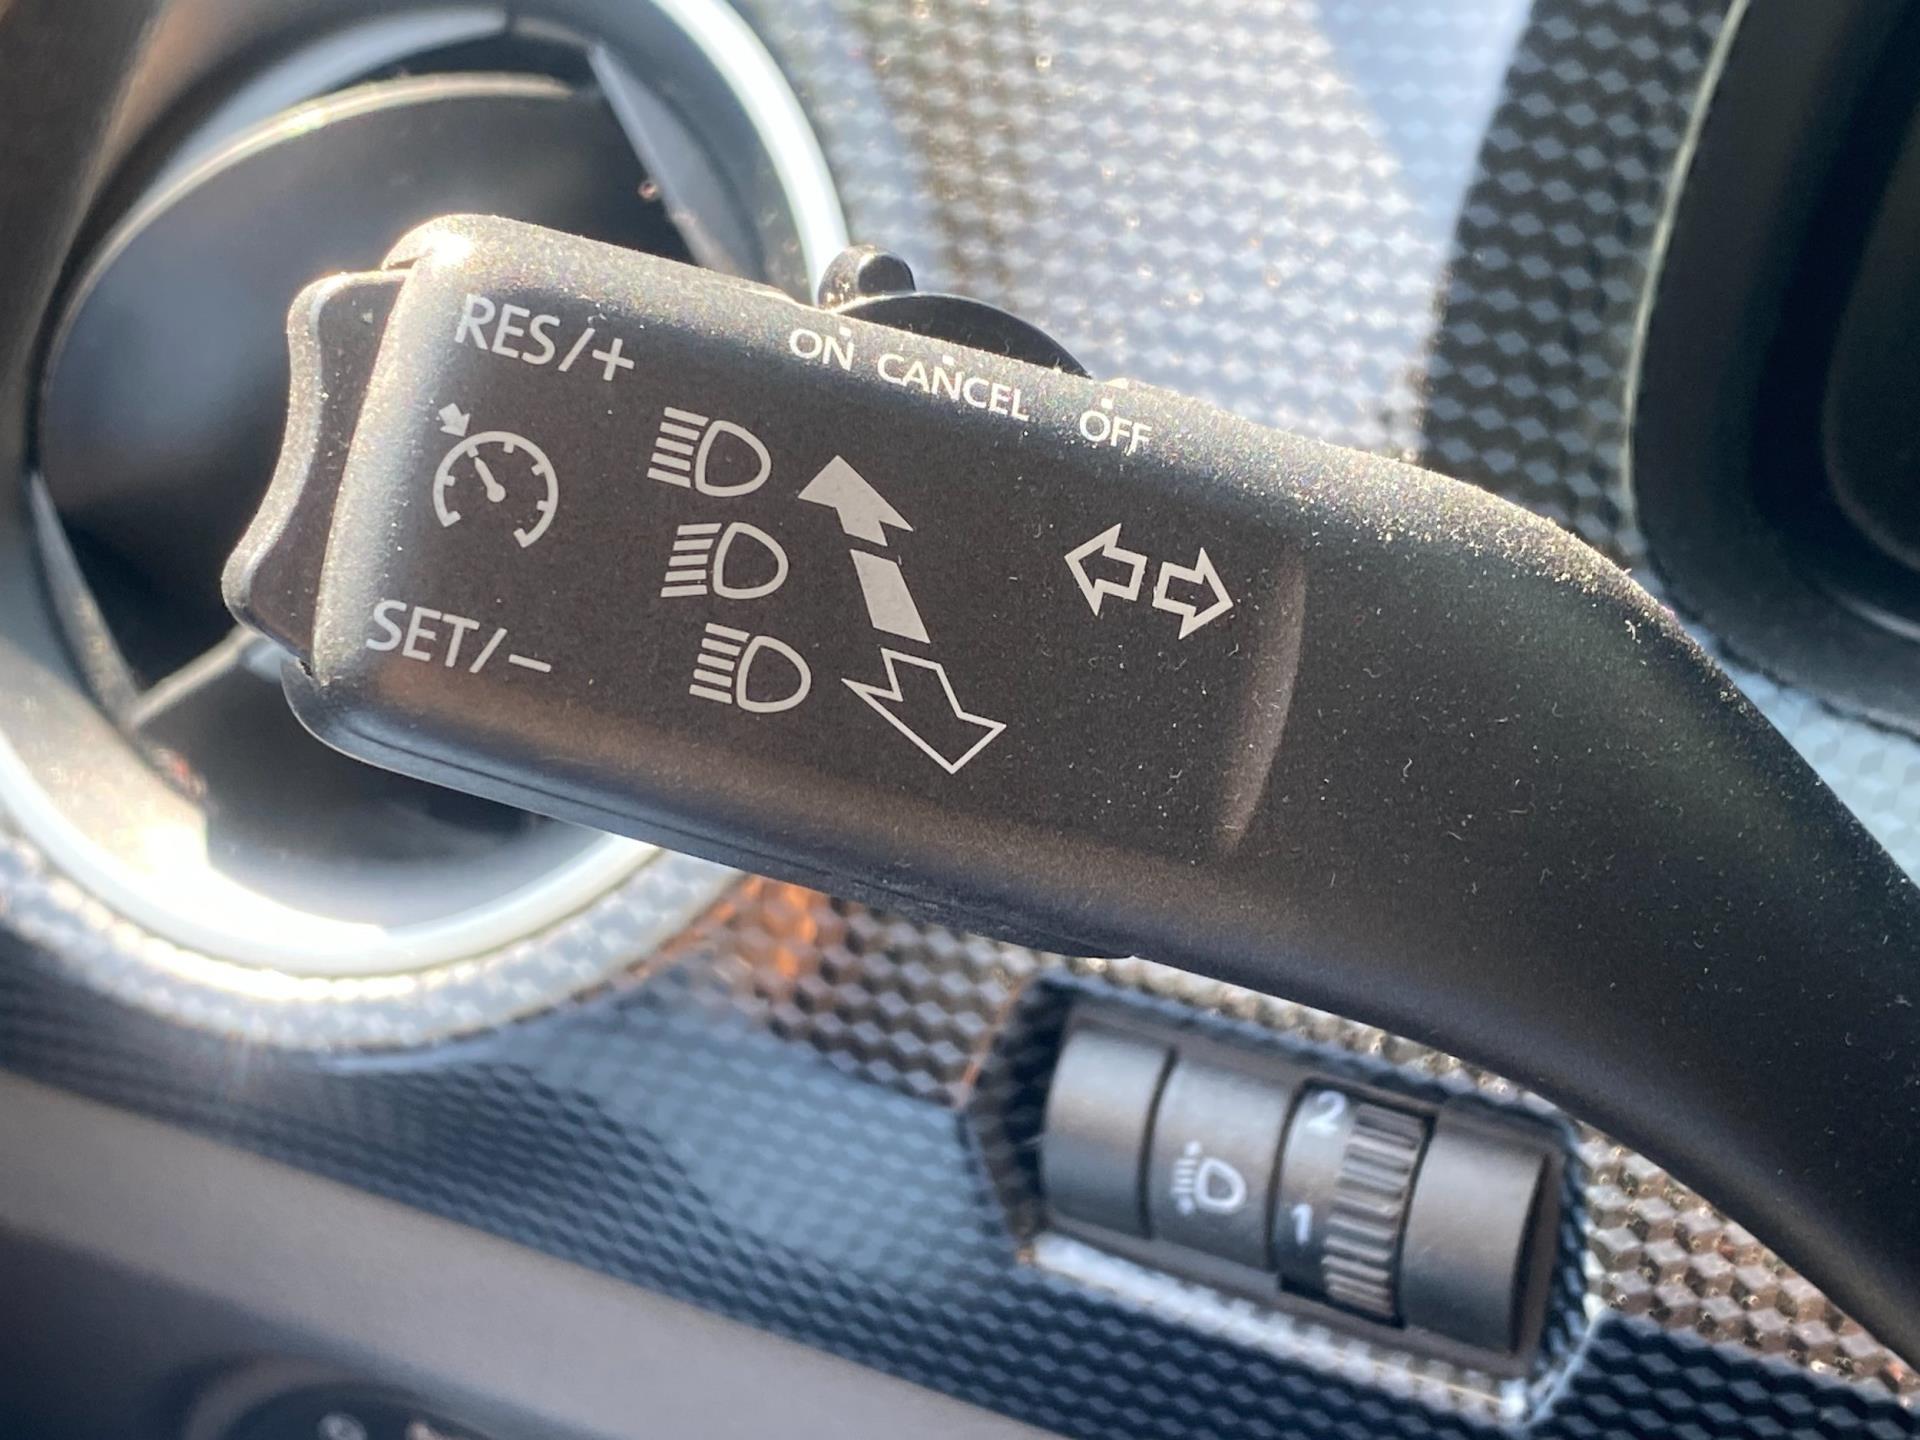 RES/+
ON CANCEL OFF
SET/-
2
1